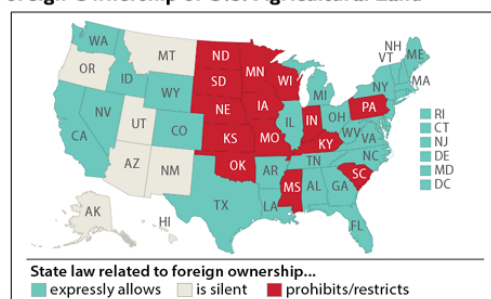 Ownership of U.S. Agricultural Land
WA
MT
ND
MN
OR
ID
SD
WI
MI
WY
NE
IA
NV
UT
CO
IL
IN
OH
PA
NY
NH
VT
ME
MA
CA
KS
MO
KY
WV
VA
AZ
NM
OK
AR
TN
NC
SC
TX
LA
MS
AL
GA
FL
AK
HI
RI
CT
NJ
DE
MD
DC
State law related to foreign ownership...
expressly allows
is silent
prohibits/restricts